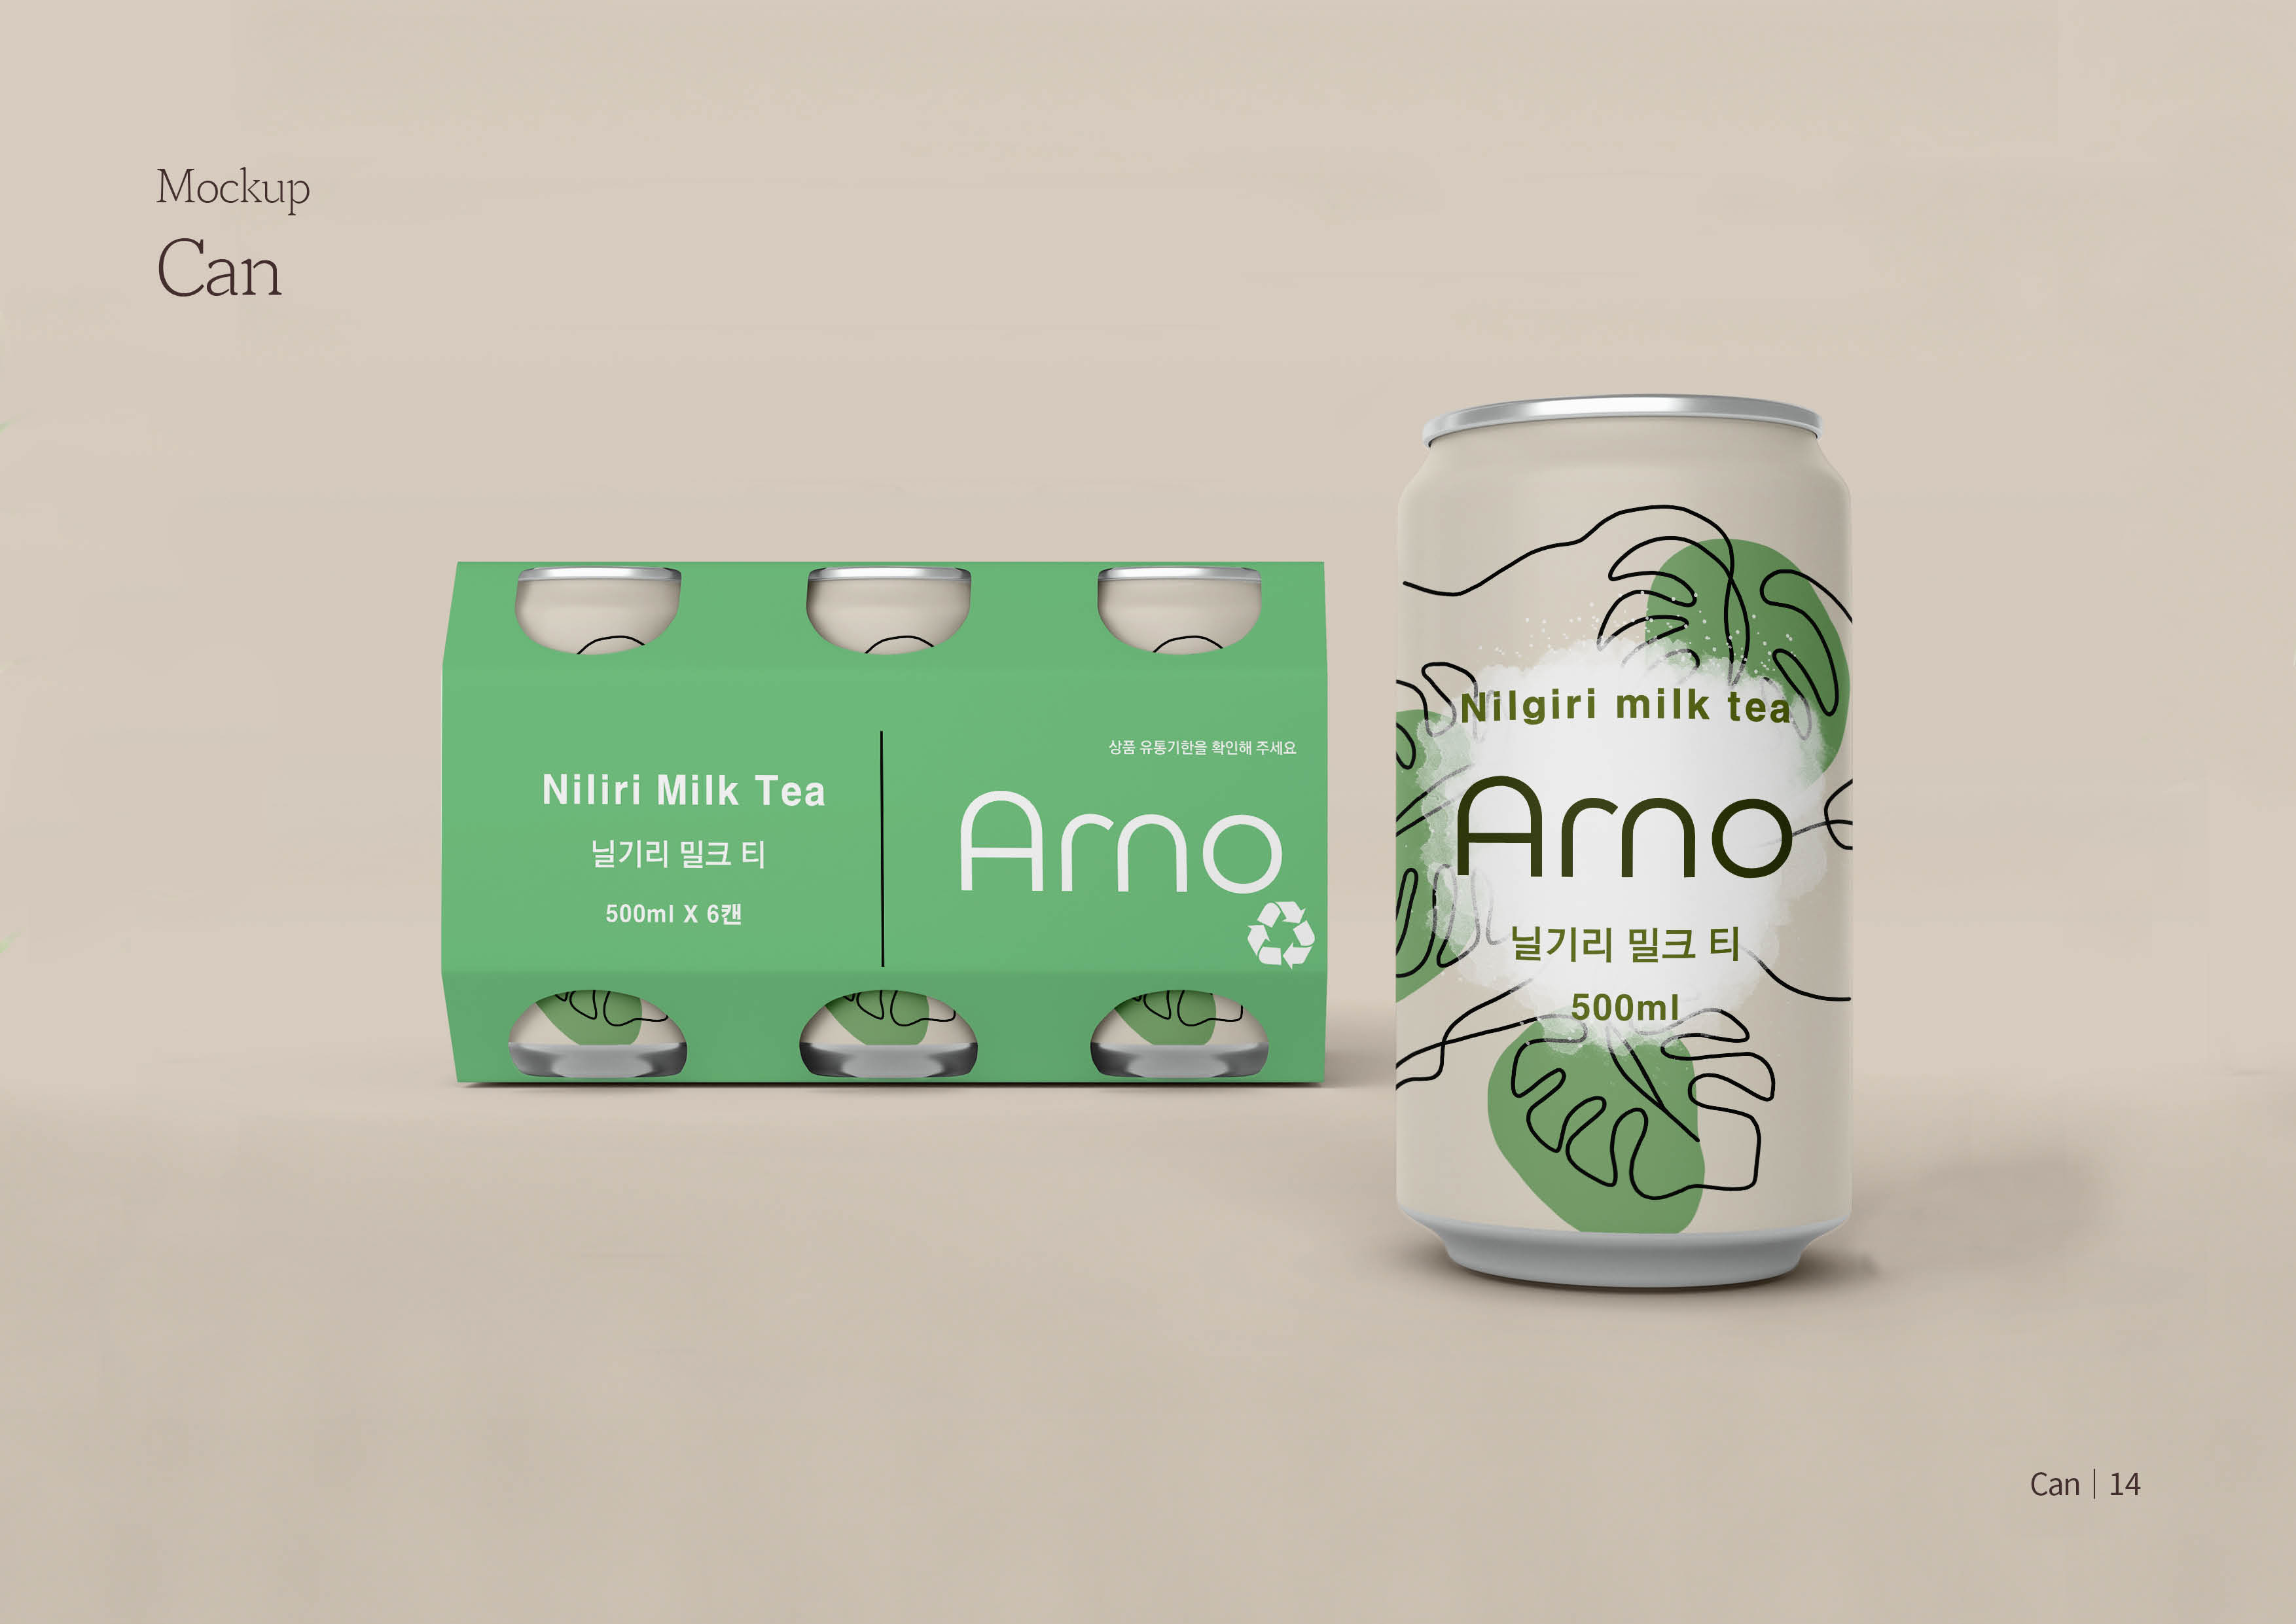 Mockup
Can
Niliri Milk Tea
닐기리 밀크 티
500ml X 6캔
상품 유통기한을 확인해 주세요
Arno
Nilgiri milk tea
Arno
닐기리 밀크 티
500ml
Can | 14